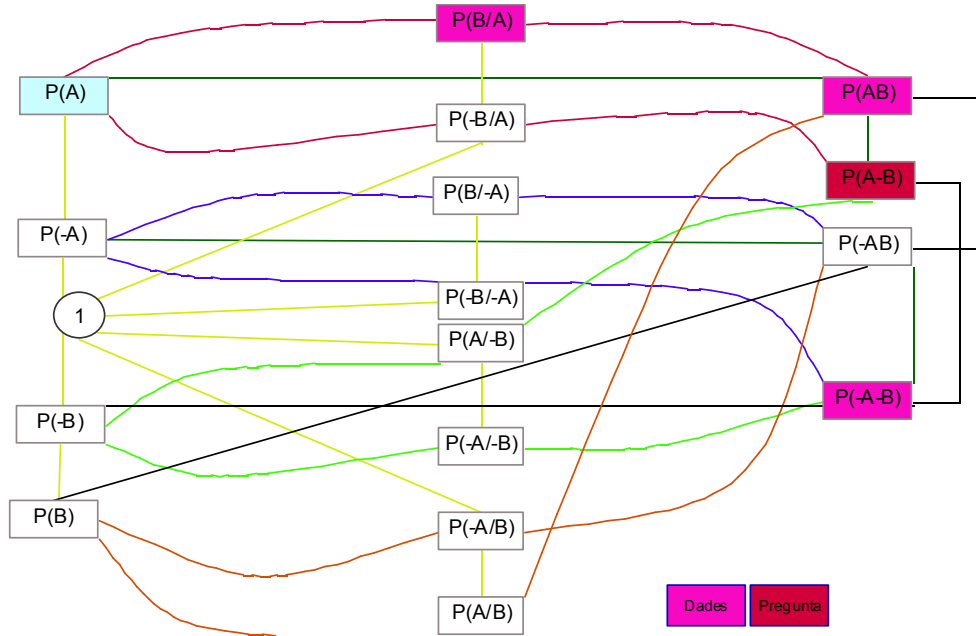 P(B/A)
P(A)
P(AB)
P(-B/A)
P(A-B)
P(B/-A)
P(-A)
P(-AB)
P(-B/-A)
1
P(A/-B)
P(-A-B)
P(-B)
P(-A/-B)
P(B)
P(-A/B)
P(A/B)
Dades
Pregunta